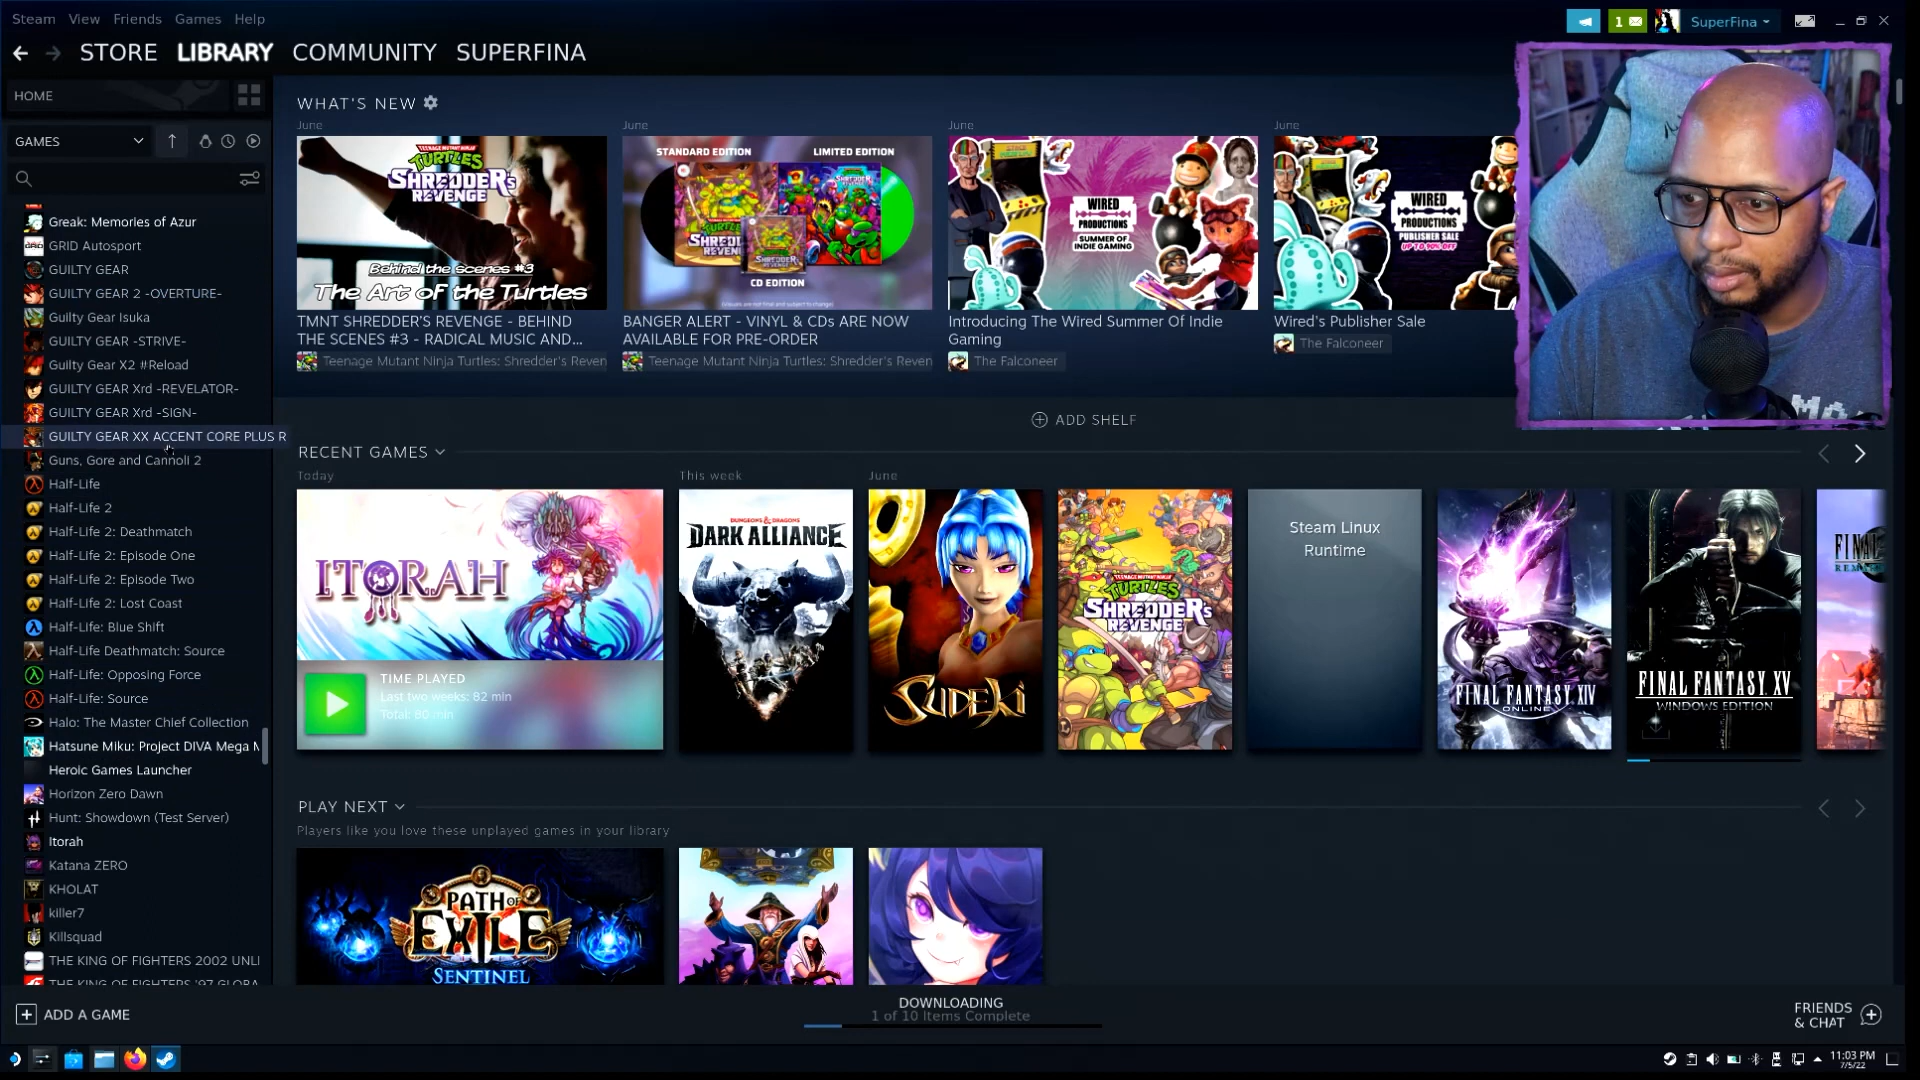 Steam View Friends Games Help
1 SuperFina
STORE LIBRARY COMMUNITY SUPERFINA
HOME
GAMES
Greak: Memories of Azur
GRID Autosport
GUILTY GEAR
GUILTY GEAR 2 -OVERTURE-
Guilty Gear Isuka
GUILTY GEAR -STRIVE-
Guilty Gear X2 #Reload
GUILTY GEAR Xrd -REVELATOR-
GUILTY GEAR Xrd -SIGN-
GUILTY GEAR XX ACCENT CORE PLUS R
Guns, Gore and Cannoli 2
Half-Life
Half-Life 2
Half-Life 2: Deathmatch
Half-Life 2: Episode One
Half-Life 2: Episode Two
Half-Life 2: Lost Coast
Half-Life: Blue Shift
Half-Life Deathmatch: Source
Half-Life: Opposing Force
Half-Life: Source
Halo: The Master Chief Collection
Hatsune Miku: Project DIVA Mega M
Heroic Games Launcher
Horizon Zero Dawn
Hunt: Showdown (Test Server)
Itorah
Katana ZERO
KHOLAT
killer7
Killsquad
THE KING OF FIGHTERS 2002 UNLI
THE KING OF FIGHTERS '97 GLOBA
ADD A GAME
WHAT'S NEW
June
TEENAGE MUTANT NINJA
TURTLES
SHREDDER'S
REVENGE
Behind the scenes #3
The Art of the Turtles
TMNT SHREDDER'S REVENGE - BEHIND
THE SCENES #3 - RADICAL MUSIC AND...
Teenage Mutant Ninja Turtles: Shredder's Reven
June
STANDARD EDITION LIMITED EDITION
CD EDITION
(Visuals are not final and subject to change)
BANGER ALERT - VINYL & CDs ARE NOW
AVAILABLE FOR PRE-ORDER
Teenage Mutant Ninja Turtles: Shredder's Reven
June
WIRED
PRODUCTIONS
SUMMER OF
INDIE GAMING
Introducing The Wired Summer Of Indie
Gaming
The Falconeer
June
WIRED
PRODUCTIONS
PUBLISHER SALE
UP TO 90% OFF
Wired's Publisher Sale
The Falconeer
ADD SHELF
RECENT GAMES
Today
ITORAH
TIME PLAYED
Last two weeks: 82 min
Total: 80 min
This week
DUNGEONS & DRAGONS
DARK ALLIANCE
June
SUDEKI
TEENAGE MUTANT NINJA
TURTLES
SHREDDER'S
REVENGE
Steam Linux
Runtime
FINAL FANTASY XIV
ONLINE
FINAL FANTASY XV
WINDOWS EDITION
FINAL
PLAY NEXT
Players like you love these unplayed games in your library
PATH OF
EXILE
SENTINEL
DOWNLOADING
1 of 10 Items Complete
FRIENDS
& CHAT
11:03 PM
7/5/22